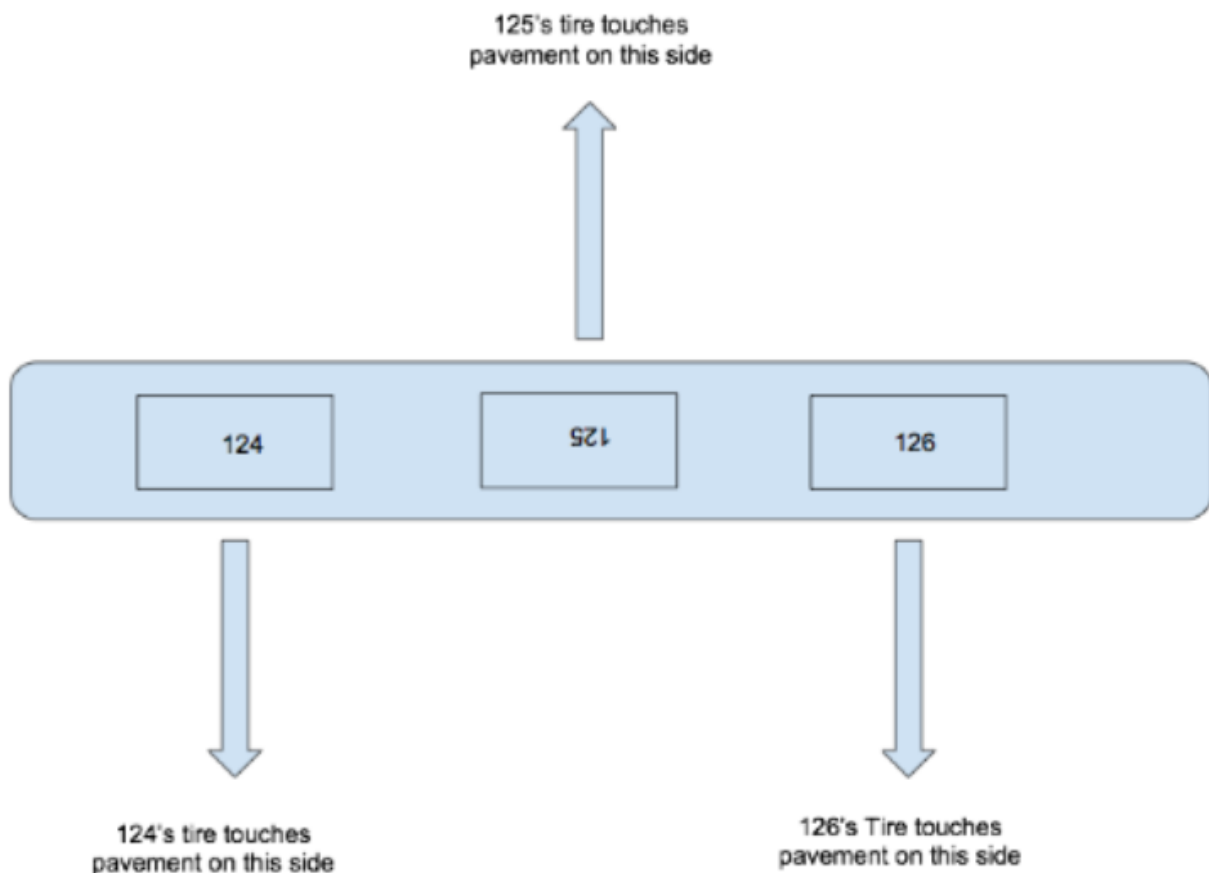 125's tire touches
pavement on this side
124
125
126
124's tire touches
pavement on this side
126's Tire touches
pavement on this side